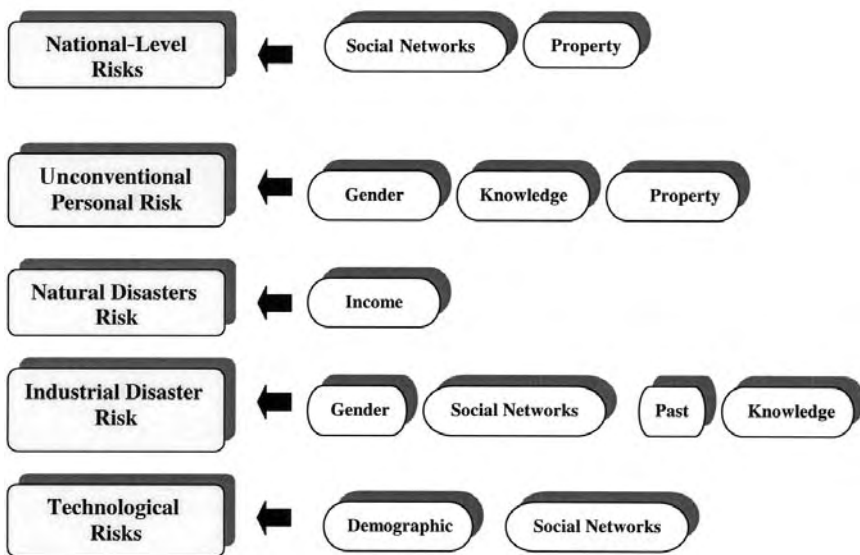 National-Level
Risks
Social Networks
Property
Unconventional
Personal Risk
Gender
Knowledge
Property
Natural Disasters
Risk
Income
Industrial Disaster
Risk
Gender
Social Networks
Past
Knowledge
Technological
Risks
Demographic
Social Networks